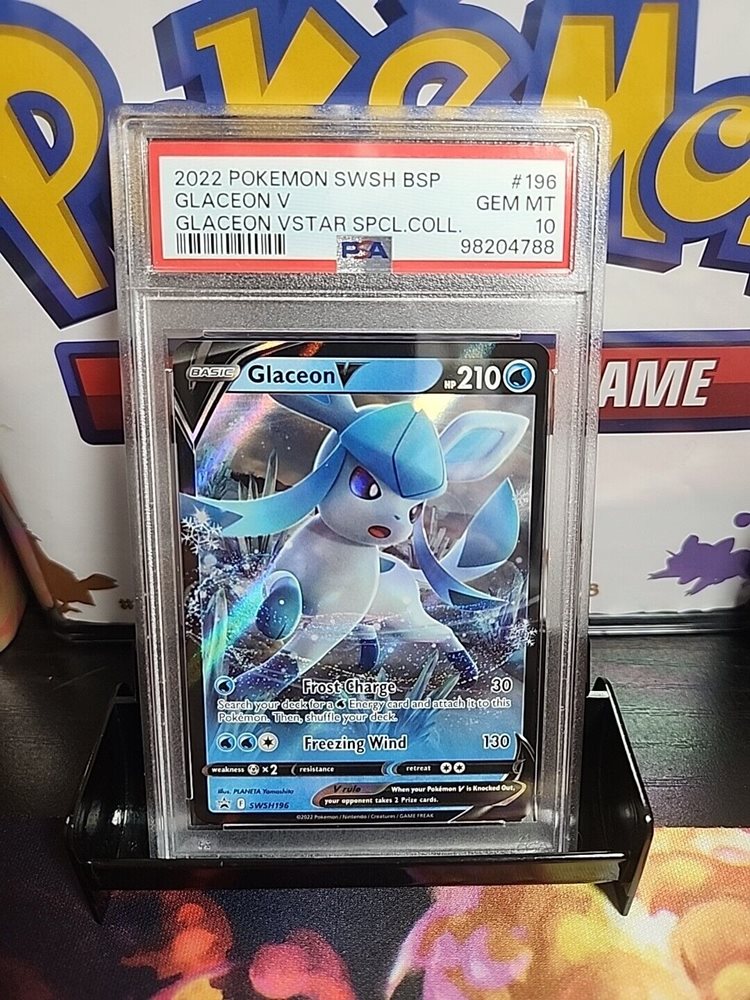 POKéMO
AME
2022 POKEMON SWSH BSP #196
GLACEON V GEM MT
GLACEON VSTAR SPCL.COLL. 10
PSA 98204788
BASIC Glaceon V HP 210
Frost Charge 30
Search your deck for a Energy card and attach it to this
Pokémon. Then, shuffle your deck.
Freezing Wind 130
weakness ×2 resistance retreat
Illus. PLANETA Yamashita
V rule When your Pokémon V is Knocked Out,
your opponent takes 2 Prize cards.
F SWSH196
©2022 Pokémon / Nintendo / Creatures / GAME FREAK